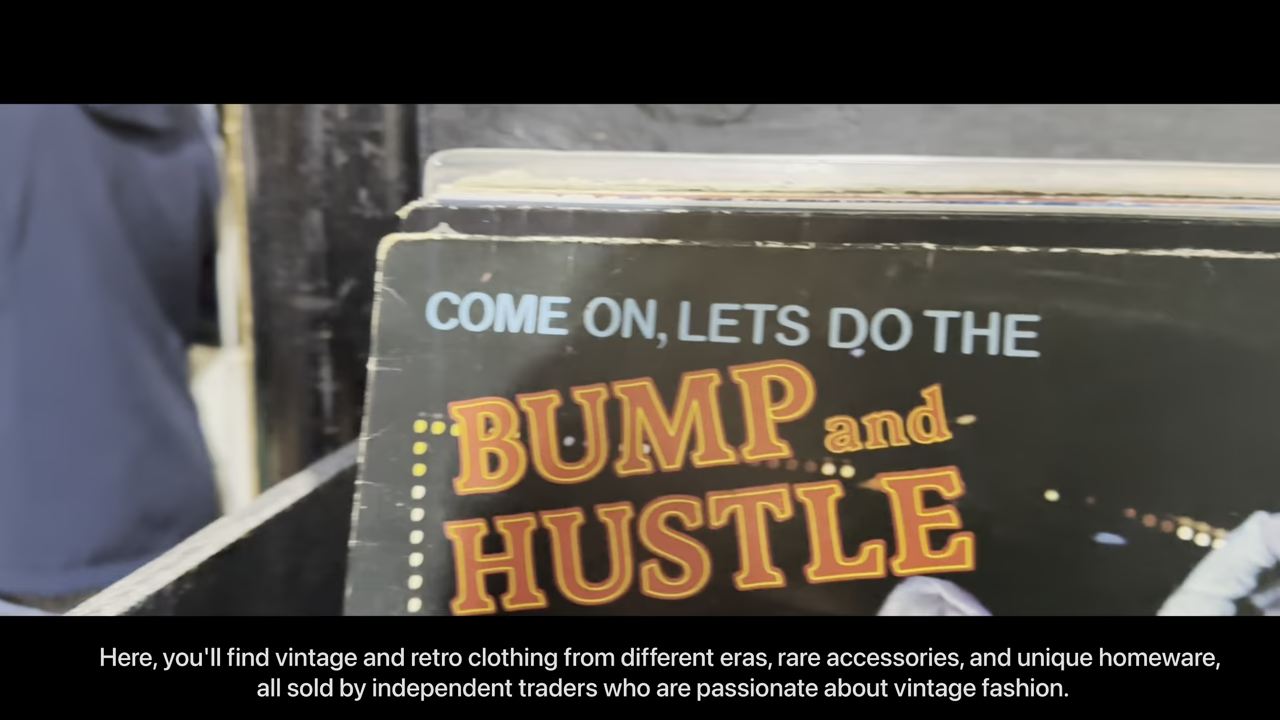 COME ON, LETS DO THE
BUMP and
HUSTLE
Here, you'll find vintage and retro clothing from different eras, rare accessories, and unique homeware,
all sold by independent traders who are passionate about vintage fashion.